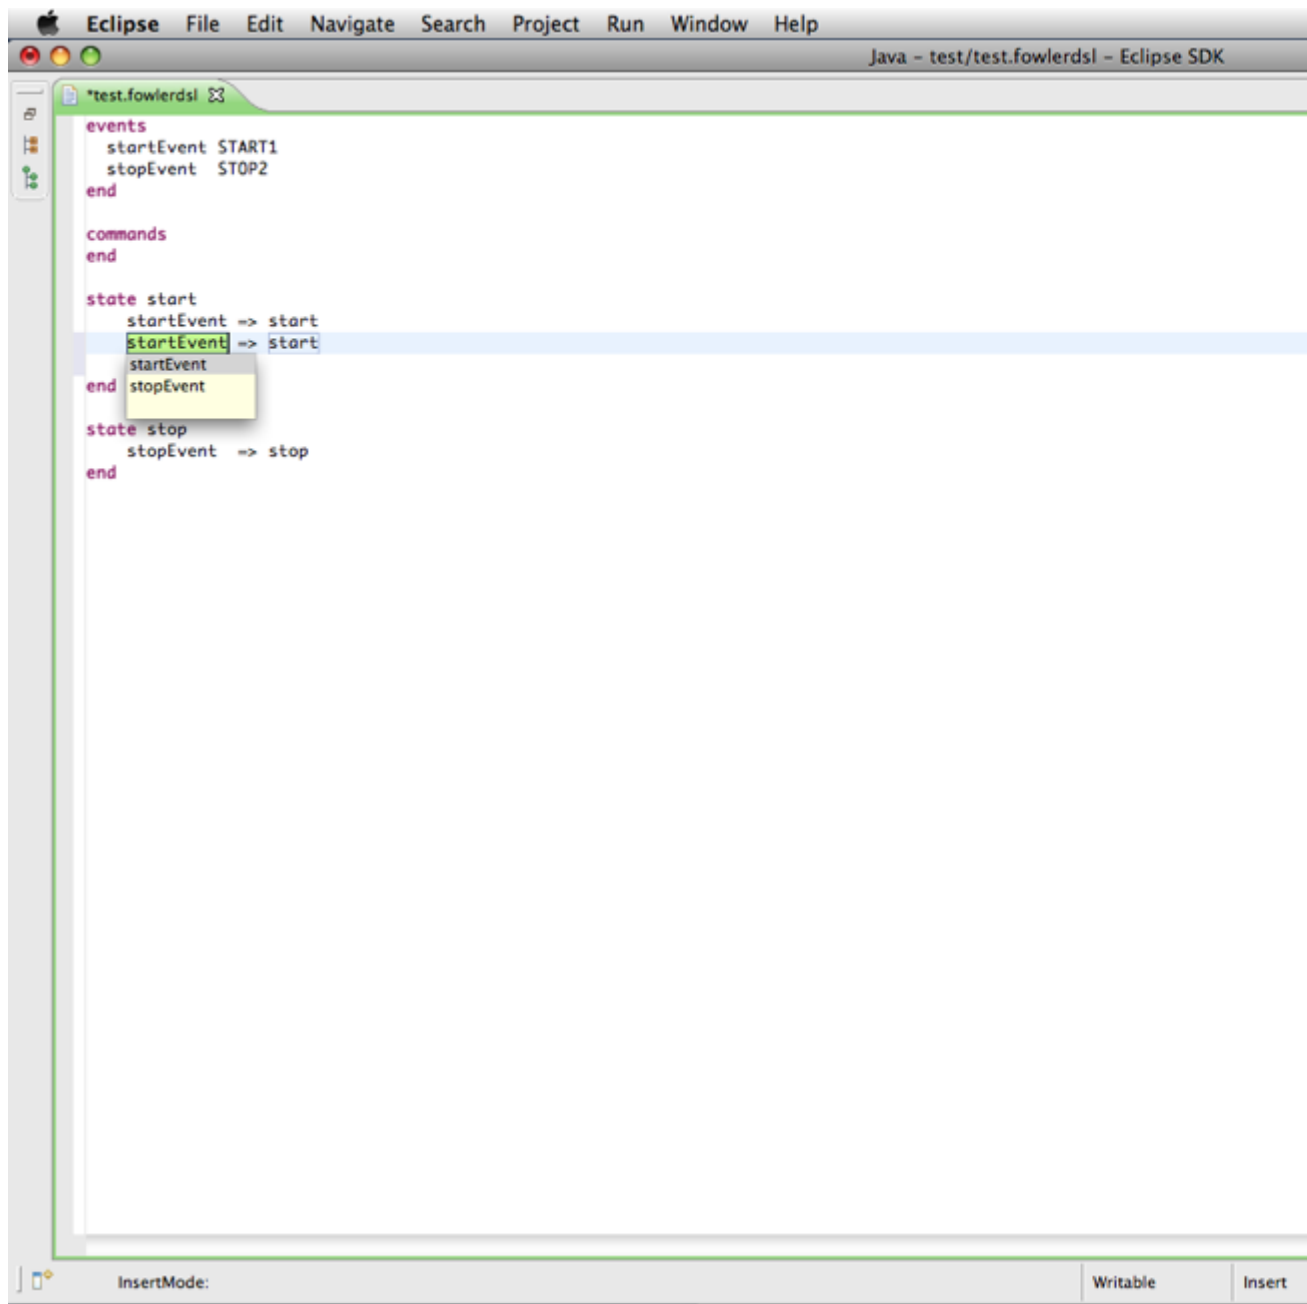 Eclipse File Edit Navigate Search Project Run Window Help
Java – test/test.fowlerdsl – Eclipse SDK
*test.fowlerdsl
events
startEvent START1
stopEvent STOP2
end
commands
end
state start
startEvent => start
startEvent => start
startEvent
end stopEvent
state stop
stopEvent => stop
end
InsertMode: Writable Insert